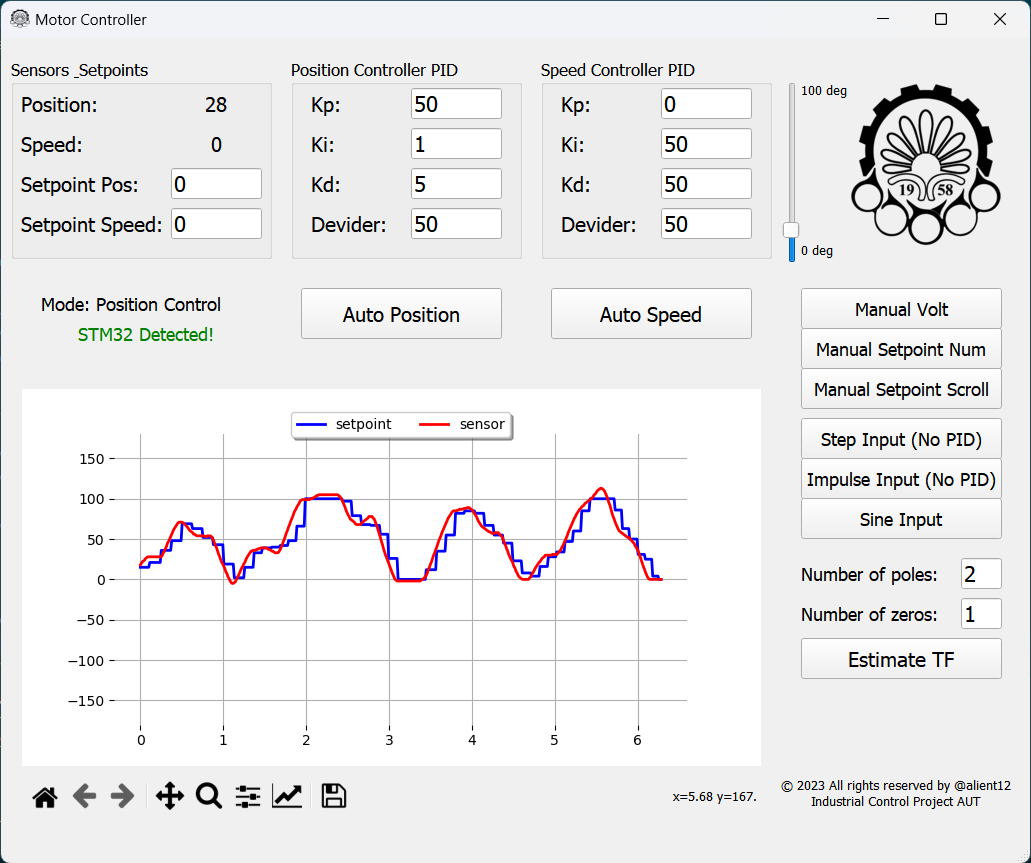 Motor Controller
Sensors _Setpoints
Position: 28
Speed: 0
Setpoint Pos: 0
Setpoint Speed: 0
Position Controller PID
Kp: 50
Ki: 1
Kd: 5
Devider: 50
Speed Controller PID
Kp: 0
Ki: 50
Kd: 50
Devider: 50
100 deg
0 deg
19 58
Mode: Position Control
STM32 Detected!
Auto Position
Auto Speed
Manual Volt
Manual Setpoint Num
Manual Setpoint Scroll
Step Input (No PID)
Impulse Input (No PID)
Sine Input
Number of poles: 2
Number of zeros: 1
Estimate TF
setpoint sensor
150
100
50
0
−50
−100
−150
0 1 2 3 4 5 6
x=5.68 y=167.
© 2023 All rights reserved by @alient12
Industrial Control Project AUT